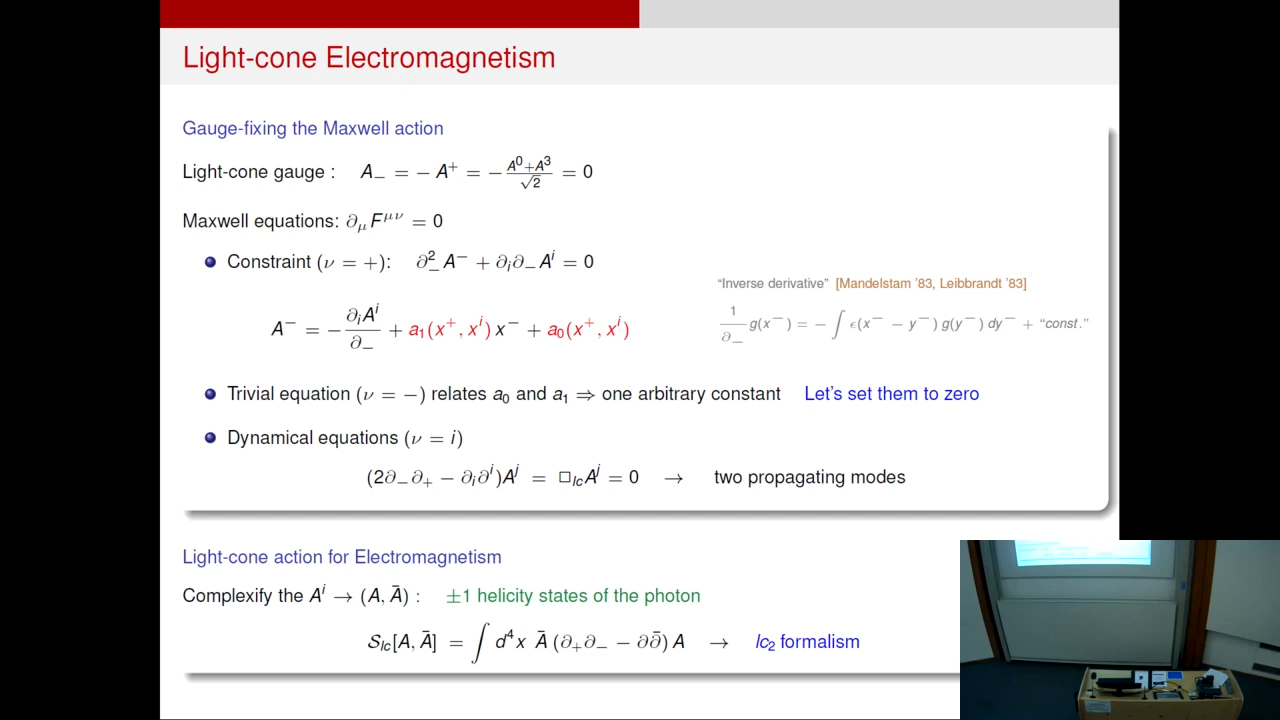 Light-cone Electromagnetism
Gauge-fixing the Maxwell action
Light-cone gauge : A₋ = − A⁺ = − (A⁰+A³)/√2 = 0
Maxwell equations: ∂_μ F^{μν} = 0
Constraint (ν = +): ∂₋² A⁻ + ∂ᵢ∂₋Aⁱ = 0
"Inverse derivative" [Mandelstam '83, Leibbrandt '83]
A⁻ = − ∂ᵢAⁱ/∂₋ + a₁(x⁺, xⁱ) x⁻ + a₀(x⁺, xⁱ)
1/∂₋ g(x⁻) = − ∫ ϵ(x⁻ − y⁻) g(y⁻) dy⁻ + "const."
Trivial equation (ν = −) relates a₀ and a₁ ⇒ one arbitrary constant Let's set them to zero
Dynamical equations (ν = i)
(2∂₋∂₊ − ∂ᵢ∂ⁱ)Aʲ = □_{lc}Aʲ = 0 → two propagating modes
Light-cone action for Electromagnetism
Complexify the Aⁱ → (A, Ā) : ±1 helicity states of the photon
𝒮_{lc}[A, Ā] = ∫ d⁴x Ā (∂₊∂₋ − ∂∂̄) A → lc₂ formalism